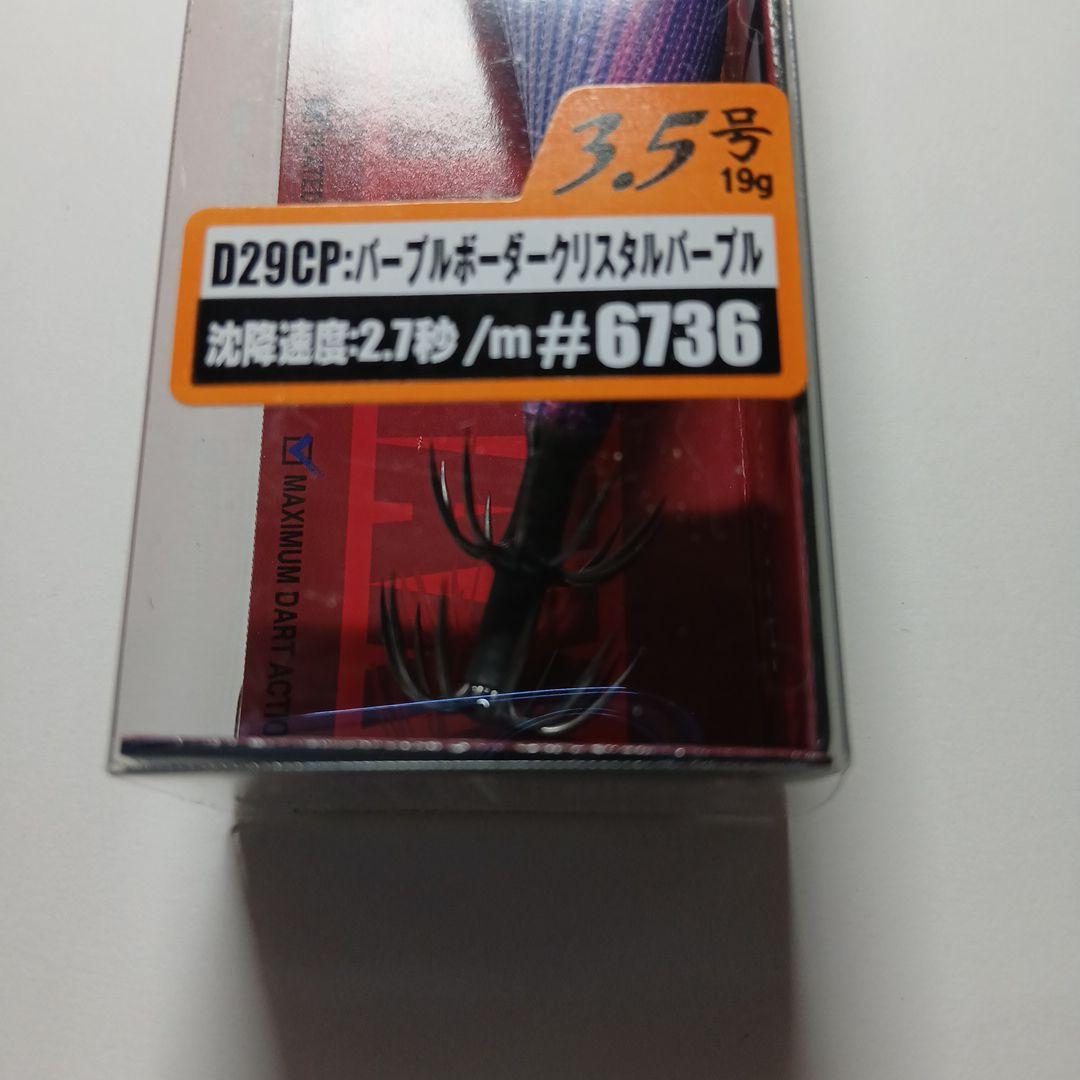 3.5号
19g
D29CP:パープルボーダークリスタルパープル
沈降速度:2.7秒/m#6736
MAXIMUM DART ACTIO